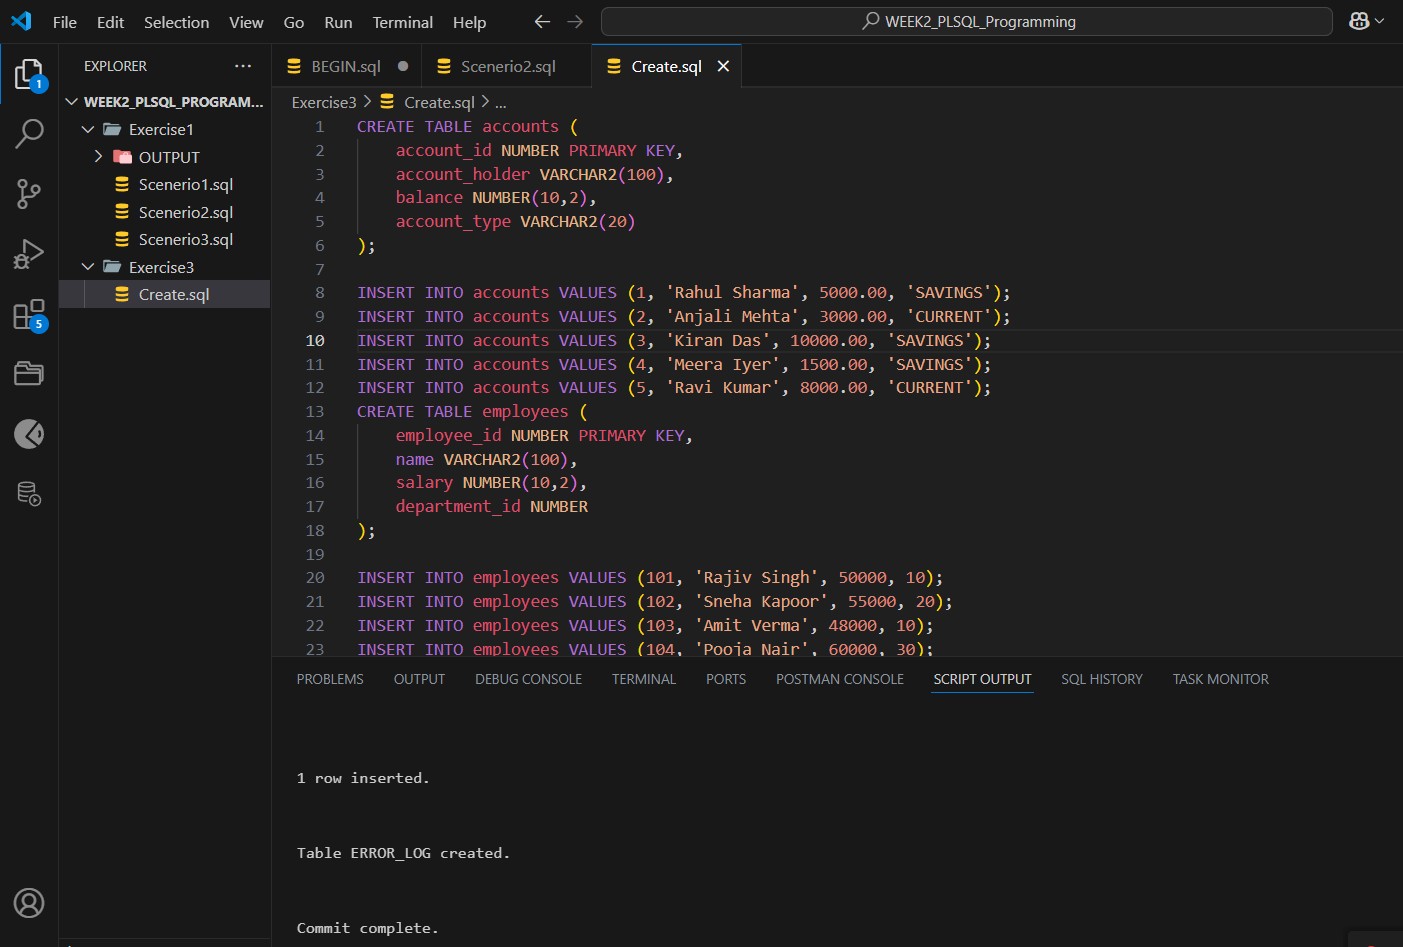 File Edit Selection View Go Run Terminal Help
WEEK2_PLSQL_Programming
EXPLORER
WEEK2_PLSQL_PROGRAM...
Exercise1
OUTPUT
Scenerio1.sql
Scenerio2.sql
Scenerio3.sql
Exercise3
Create.sql
1
5
BEGIN.sql Scenerio2.sql Create.sql
Exercise3 > Create.sql > ...
1 CREATE TABLE accounts (
2 account_id NUMBER PRIMARY KEY,
3 account_holder VARCHAR2(100),
4 balance NUMBER(10,2),
5 account_type VARCHAR2(20)
6 );
7
8 INSERT INTO accounts VALUES (1, 'Rahul Sharma', 5000.00, 'SAVINGS');
9 INSERT INTO accounts VALUES (2, 'Anjali Mehta', 3000.00, 'CURRENT');
10 INSERT INTO accounts VALUES (3, 'Kiran Das', 10000.00, 'SAVINGS');
11 INSERT INTO accounts VALUES (4, 'Meera Iyer', 1500.00, 'SAVINGS');
12 INSERT INTO accounts VALUES (5, 'Ravi Kumar', 8000.00, 'CURRENT');
13 CREATE TABLE employees (
14 employee_id NUMBER PRIMARY KEY,
15 name VARCHAR2(100),
16 salary NUMBER(10,2),
17 department_id NUMBER
18 );
19
20 INSERT INTO employees VALUES (101, 'Rajiv Singh', 50000, 10);
21 INSERT INTO employees VALUES (102, 'Sneha Kapoor', 55000, 20);
22 INSERT INTO employees VALUES (103, 'Amit Verma', 48000, 10);
23 INSERT INTO employees VALUES (104, 'Pooja Nair', 60000, 30);
PROBLEMS OUTPUT DEBUG CONSOLE TERMINAL PORTS POSTMAN CONSOLE SCRIPT OUTPUT SQL HISTORY TASK MONITOR
1 row inserted.
Table ERROR_LOG created.
Commit complete.